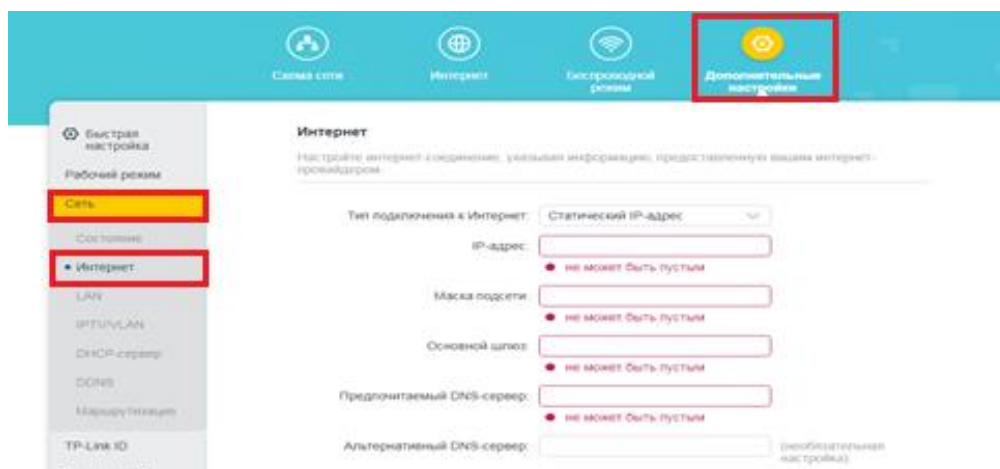 Схема сети
Интернет
Беспроводной
режим
Дополнительные
настройки
Быстрая
настройка
Рабочий режим
Сеть
Состояние
Интернет
LAN
IPTV/VLAN
DHCP-сервер
DDNS
Маршрутизация
TP-Link ID
Интернет
Настройте интернет-соединение, указывая информацию, предоставленную вашим интернет-
провайдером.
Тип подключения к Интернет: Статический IP-адрес
IP-адрес:
не может быть пустым
Маска подсети:
не может быть пустым
Основной шлюз:
не может быть пустым
Предпочитаемый DNS-сервер:
не может быть пустым
Альтернативный DNS-сервер: (необязательная
настройка)